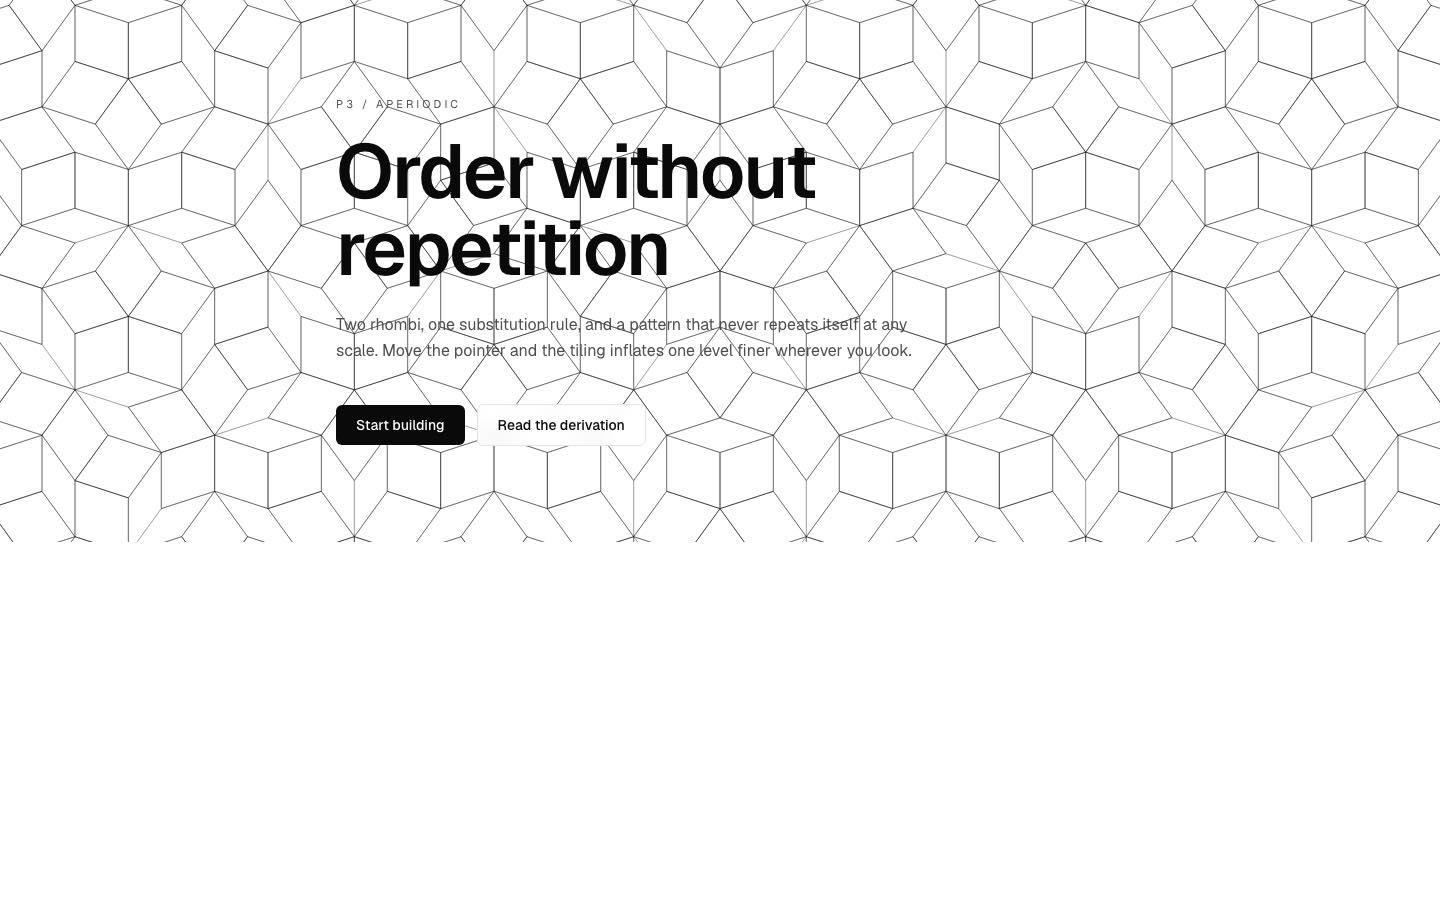 P3 / APERIODIC
Order without
repetition
Two rhombi, one substitution rule, and a pattern that never repeats itself at any
scale. Move the pointer and the tiling inflates one level finer wherever you look.
Start building
Read the derivation